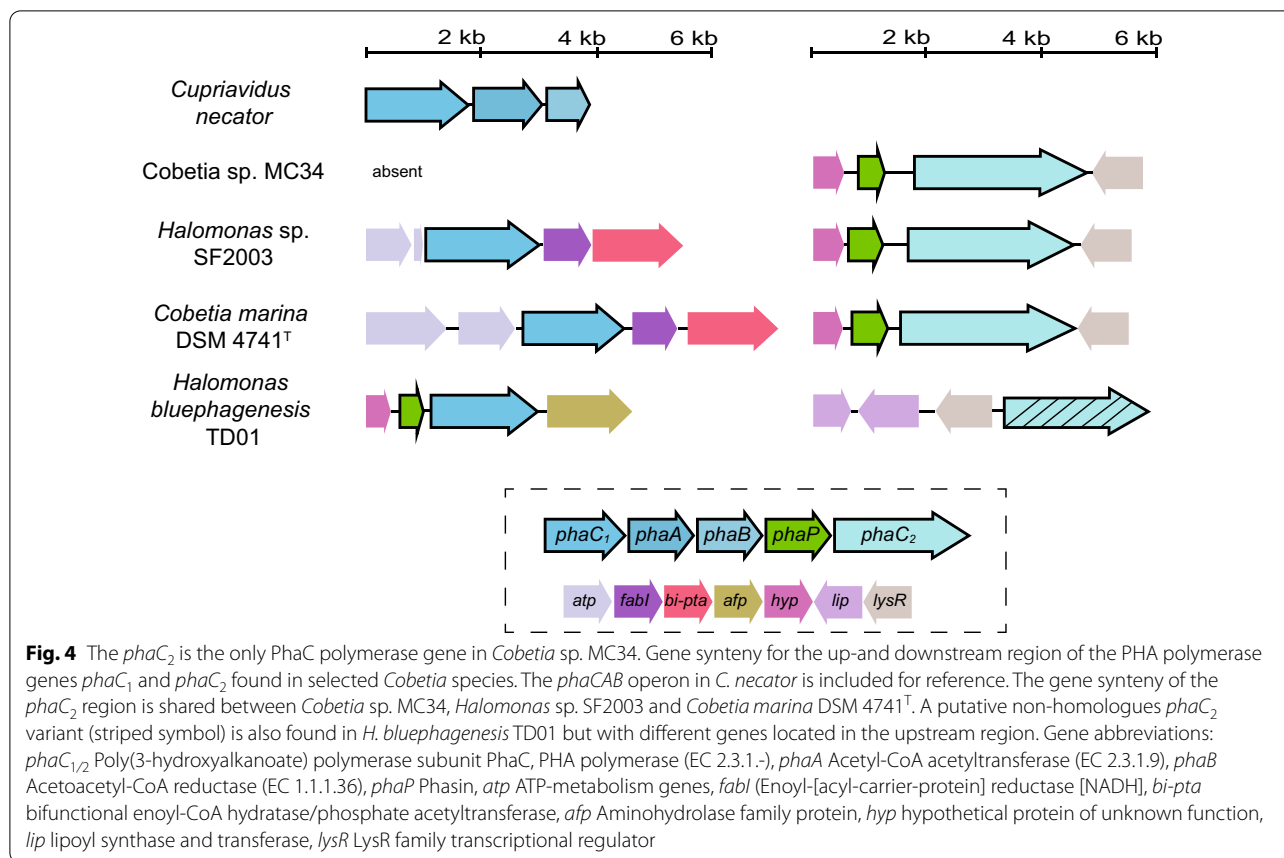 2 kb 4 kb 6 kb 2 kb 4 kb 6 kb
Cupriavidus
necator
Cobetia sp. MC34 absent
Halomonas sp.
SF2003
Cobetia marina
DSM 4741ᵀ
Halomonas
bluephagenesis
TD01
phaC₁ phaA phaB phaP phaC₂
atp fabI bi-pta afp hyp lip lysR
Fig. 4 The phaC₂ is the only PhaC polymerase gene in Cobetia sp. MC34. Gene synteny for the up-and downstream region of the PHA polymerase
genes phaC₁ and phaC₂ found in selected Cobetia species. The phaCAB operon in C. necator is included for reference. The gene synteny of the
phaC₂ region is shared between Cobetia sp. MC34, Halomonas sp. SF2003 and Cobetia marina DSM 4741ᵀ. A putative non-homologues phaC₂
variant (striped symbol) is also found in H. bluephagenesis TD01 but with different genes located in the upstream region. Gene abbreviations:
phaC₁/₂ Poly(3-hydroxyalkanoate) polymerase subunit PhaC, PHA polymerase (EC 2.3.1.-), phaA Acetyl-CoA acetyltransferase (EC 2.3.1.9), phaB
Acetoacetyl-CoA reductase (EC 1.1.1.36), phaP Phasin, atp ATP-metabolism genes, fabI (Enoyl-[acyl-carrier-protein] reductase [NADH], bi-pta
bifunctional enoyl-CoA hydratase/phosphate acetyltransferase, afp Aminohydrolase family protein, hyp hypothetical protein of unknown function,
lip lipoyl synthase and transferase, lysR LysR family transcriptional regulator